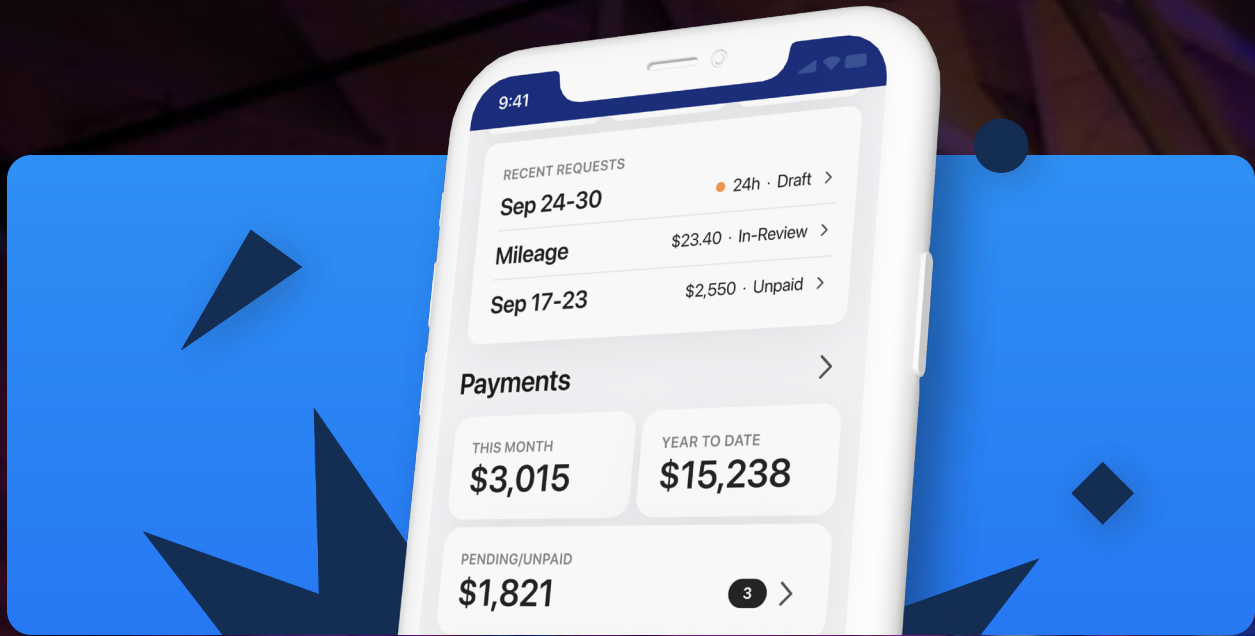 9:41
RECENT REQUESTS
Sep 24-30 24h · Draft
Mileage $23.40 · In-Review
Sep 17-23 $2,550 · Unpaid
Payments
THIS MONTH YEAR TO DATE
$3,015 $15,238
PENDING/UNPAID
$1,821 3